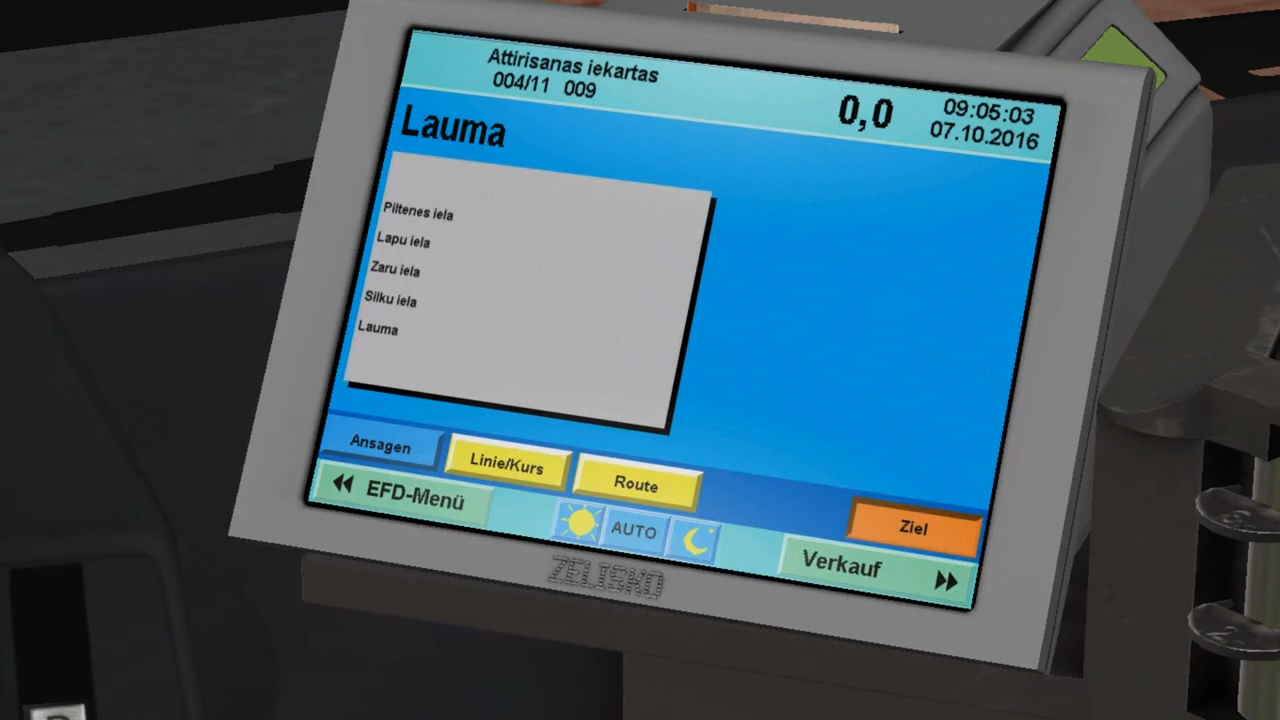 Attirisanas iekartas
004/11 009
0,0
09:05:03
07.10.2016
Lauma
Piltenes iela
Lapu iela
Zaru iela
Silku iela
Lauma
Ansagen
Linie/Kurs
Route
Ziel
EFD-Menü
AUTO
Verkauf
ZELISKO